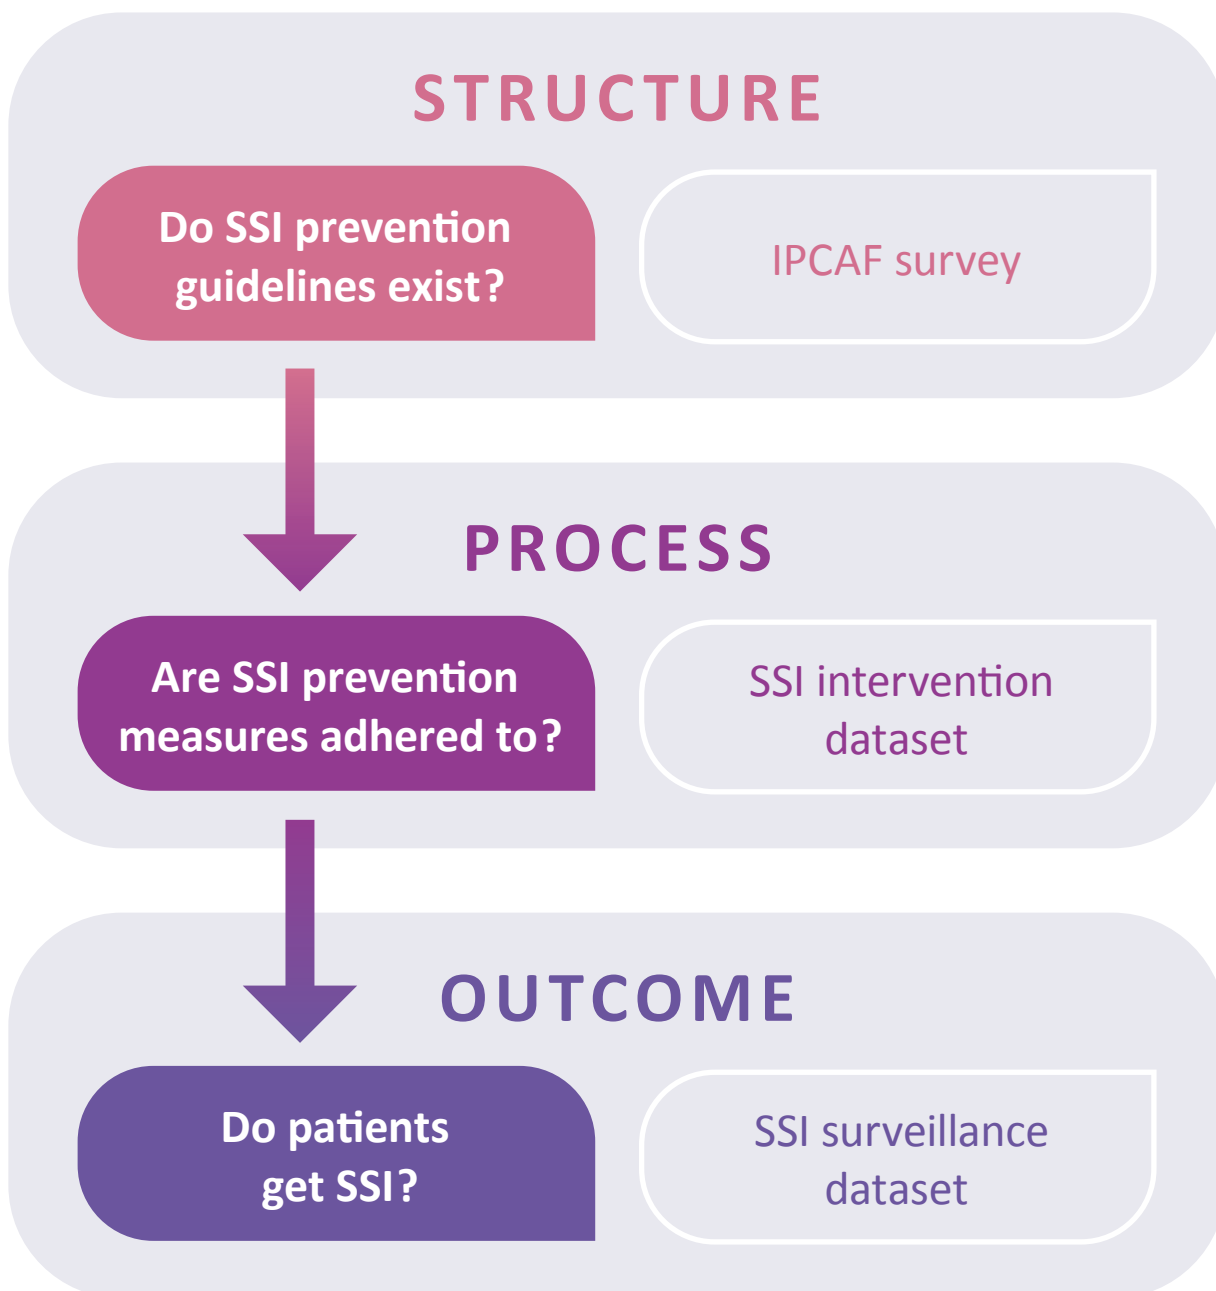 STRUCTURE
Do SSI prevention
guidelines exist?
IPCAF survey
PROCESS
Are SSI prevention
measures adhered to?
SSI intervention
dataset
OUTCOME
Do patients
get SSI?
SSI surveillance
dataset